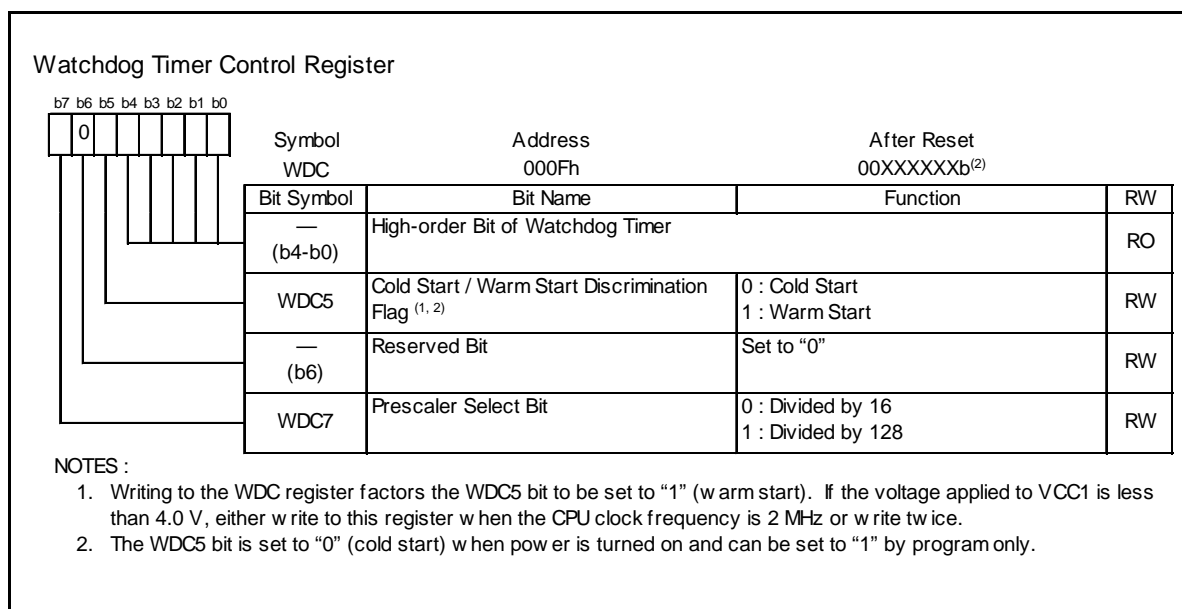 Watchdog Timer Control Register
b7 b6 b5 b4 b3 b2 b1 b0
0
Symbol Address After Reset
WDC 000Fh 00XXXXXXb(2)
Bit Symbol Bit Name Function RW
— (b4-b0) High-order Bit of Watchdog Timer RO
WDC5 Cold Start / Warm Start Discrimination Flag (1, 2) 0 : Cold Start 1 : Warm Start RW
— (b6) Reserved Bit Set to “0” RW
WDC7 Prescaler Select Bit 0 : Divided by 16 1 : Divided by 128 RW
NOTES :
1. Writing to the WDC register factors the WDC5 bit to be set to “1” (warm start). If the voltage applied to VCC1 is less
than 4.0 V, either write to this register when the CPU clock frequency is 2 MHz or write twice.
2. The WDC5 bit is set to “0” (cold start) when power is turned on and can be set to “1” by program only.